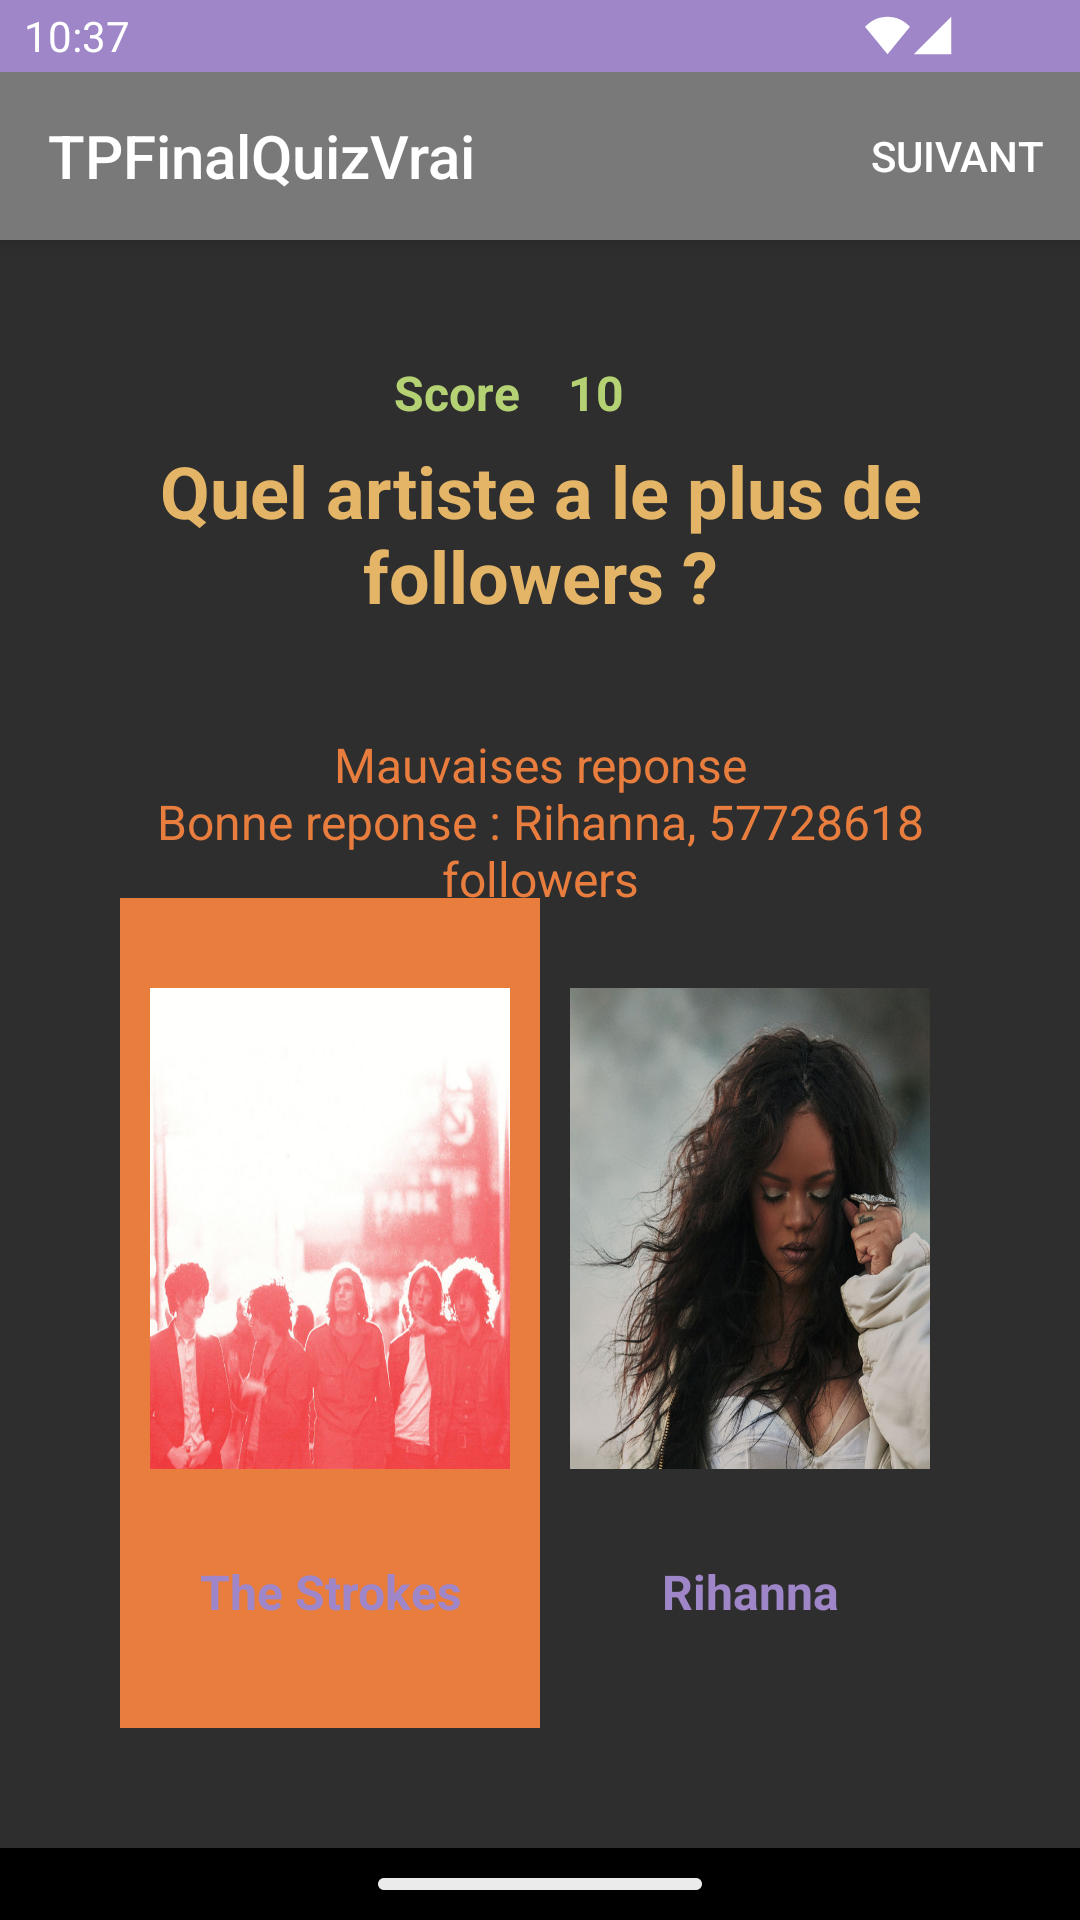 10:37
TPFinalQuizVrai
SUIVANT
Score 10
Quel artiste a le plus de
followers ?
Mauvaises reponse
Bonne reponse : Rihanna, 57728618
followers
PARK
The Strokes
Rihanna